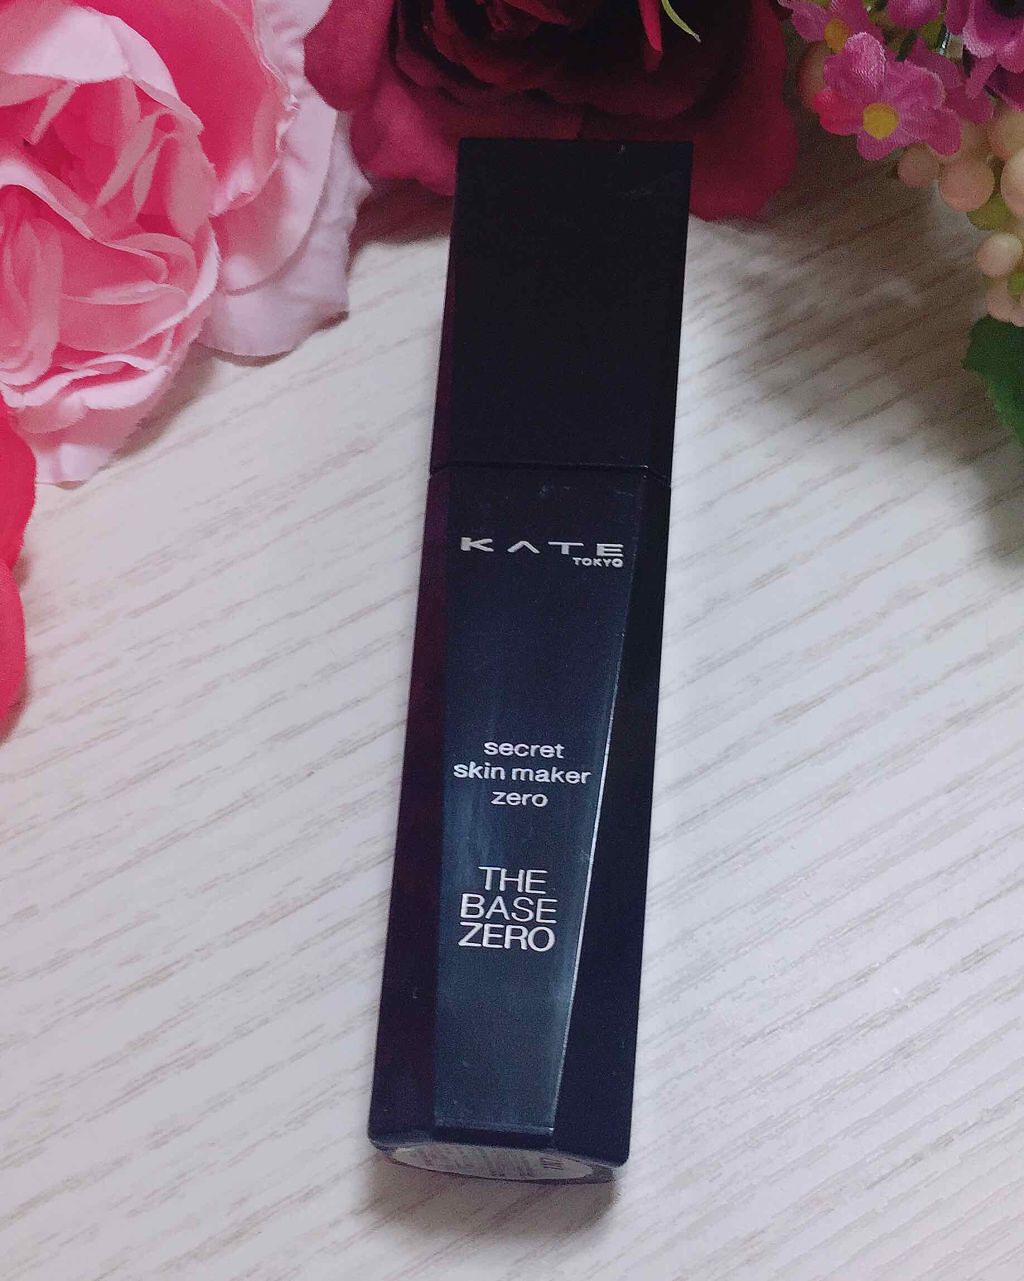 KATE
TOKYO
secret
skin maker
zero
THE
BASE
ZERO